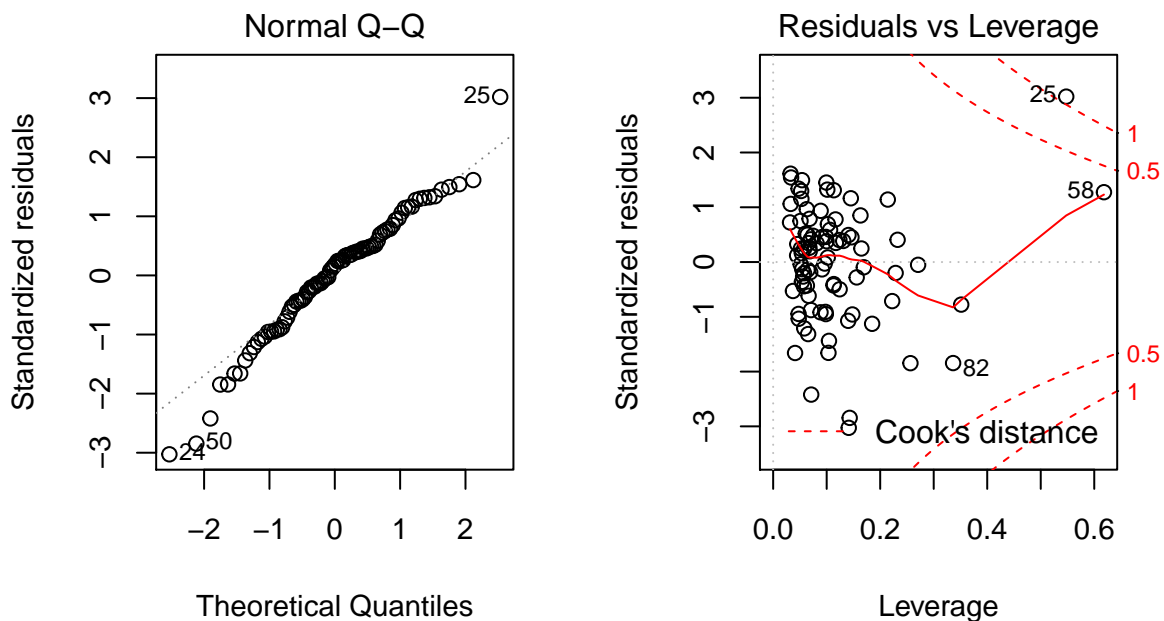 Normal Q−Q
Standardized residuals
3
2
1
0
−1
−2
−3
25
50
24
−2 −1 0 1 2
Theoretical Quantiles
Residuals vs Leverage
Standardized residuals
3
2
1
0
−1
−3
25
58
82
1
0.5
0.5
1
Cook's distance
0.0 0.2 0.4 0.6
Leverage